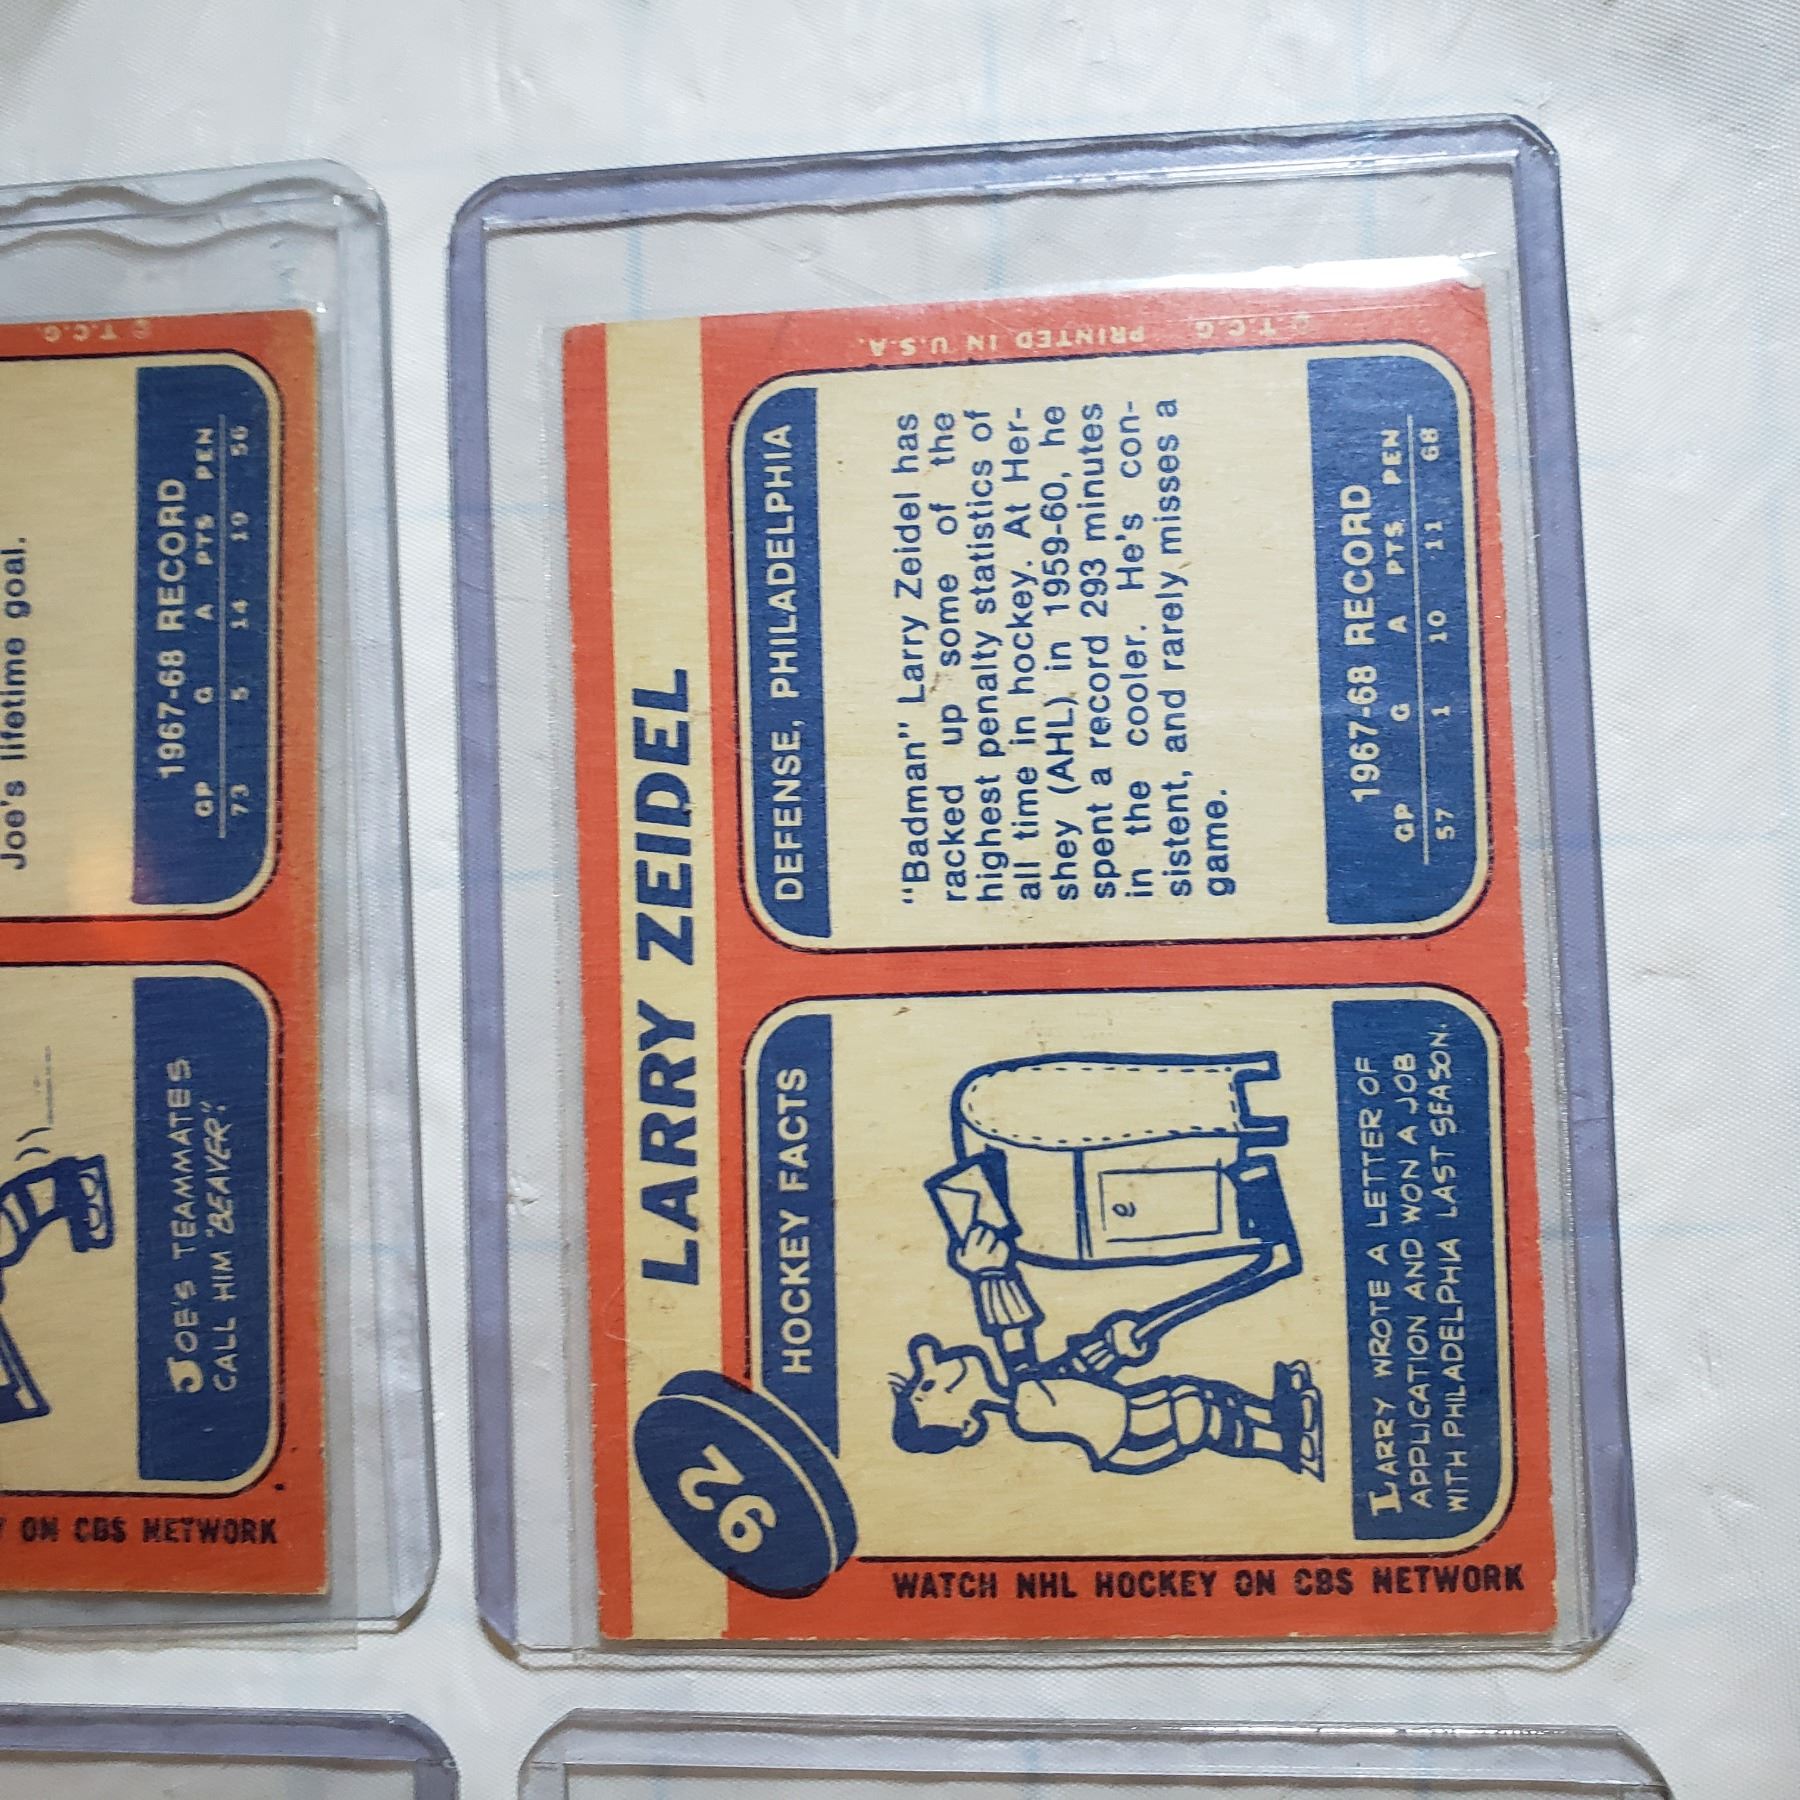 LARRY ZEIDEL
92
HOCKEY FACTS
LARRY WROTE A LETTER OF
APPLICATION AND WON A JOB
WITH PHILADELPHIA LAST SEASON.
DEFENSE, PHILADELPHIA
"Badman" Larry Zeidel has
racked up some of the
highest penalty statistics of
all time in hockey. At Her-
shey (AHL) in 1959-60, he
spent a record 293 minutes
in the cooler. He's con-
sistent, and rarely misses a
game.
1967-68 RECORD
GP G A PTS PEN
57 1 10 11 68
WATCH NHL HOCKEY ON CBS NETWORK
© T.C.G. PRINTED IN U.S.A.
Joe's lifetime goal.
1967-68 RECORD
GP G A PTS PEN
73 5 14 19 56
JOE'S TEAMMATES
CALL HIM "BEAVER".
ON CBS NETWORK
© T.C.G.
e